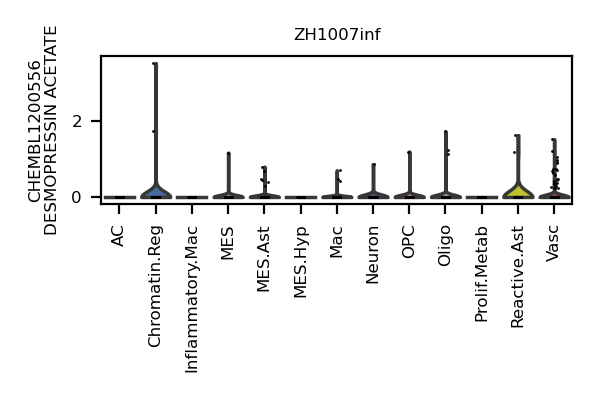 ZH1007inf
CHEMBL1200556
DESMOPRESSIN ACETATE
2
0
AC
Chromatin.Reg
Inflammatory.Mac
MES
MES.Ast
MES.Hyp
Mac
Neuron
OPC
Oligo
Prolif.Metab
Reactive.Ast
Vasc